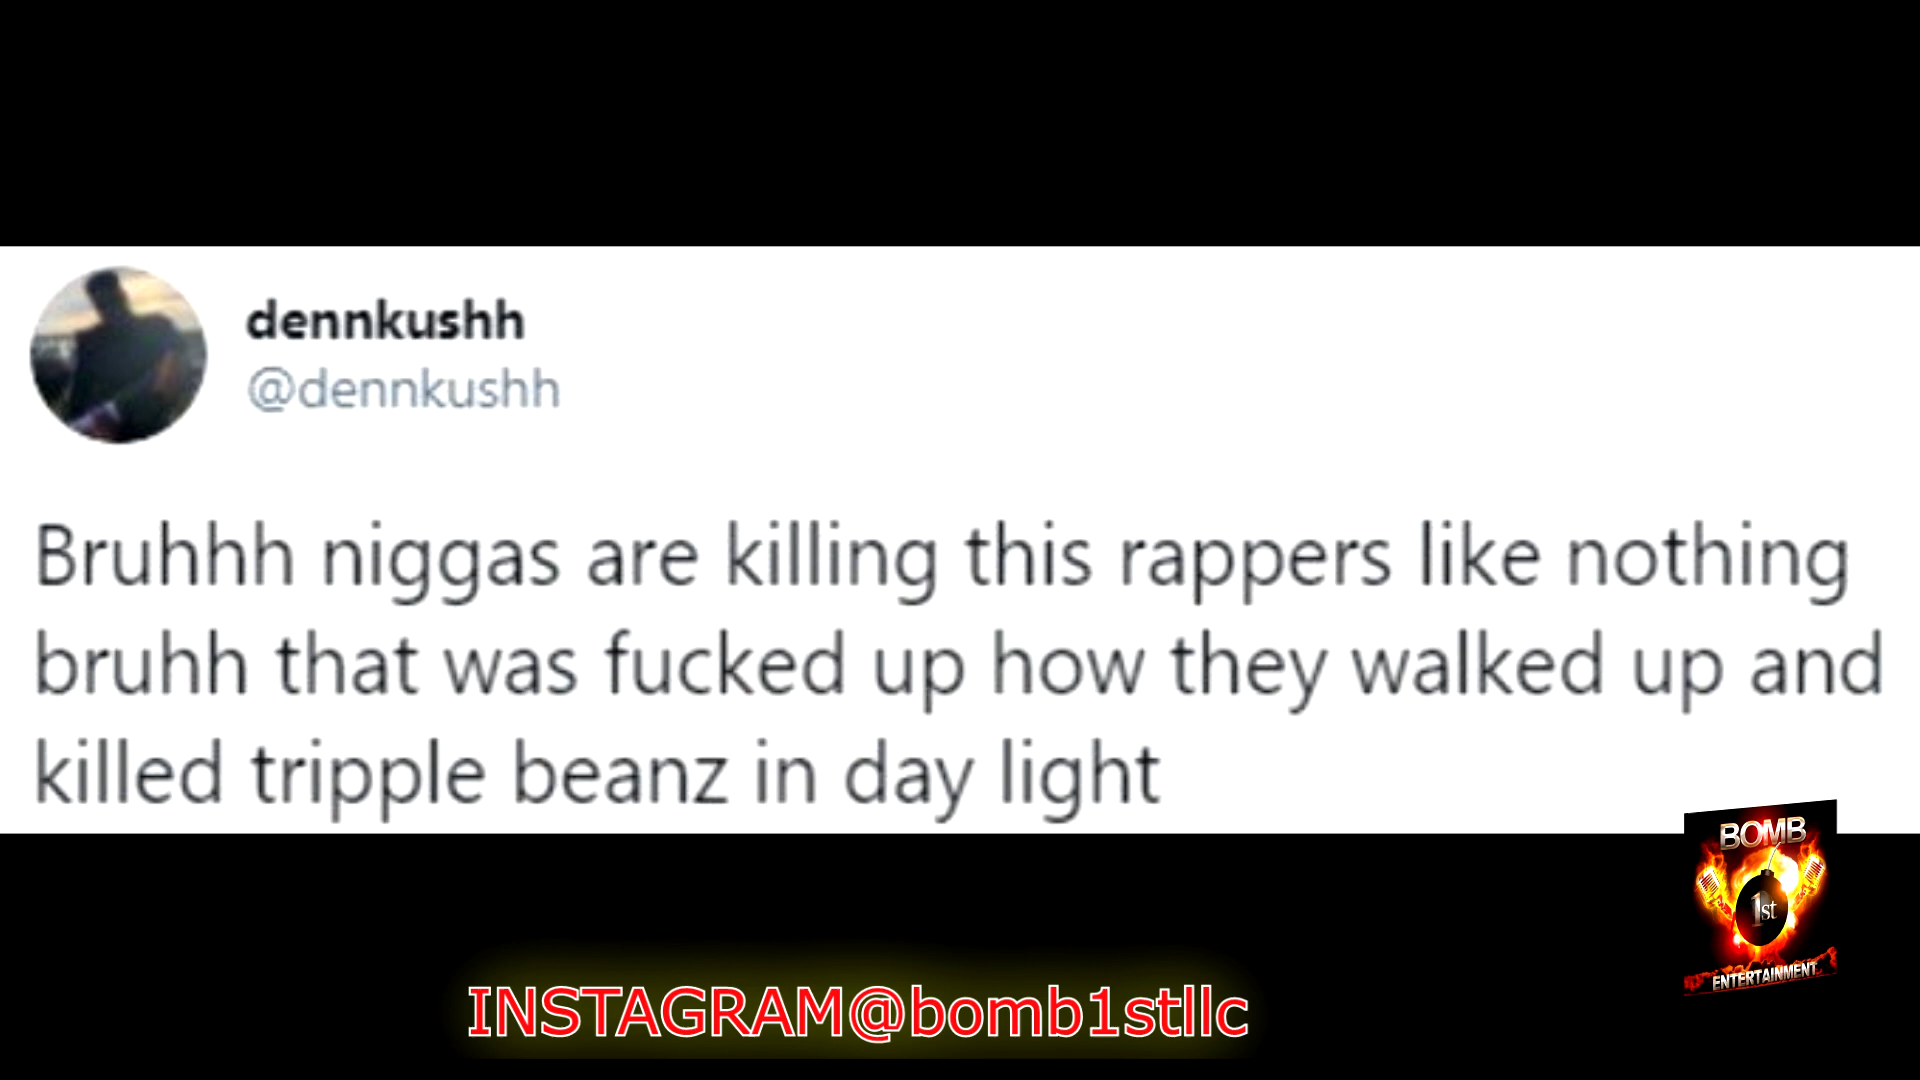 dennkushh
@dennkushh
Bruhhh niggas are killing this rappers like nothing
bruhh that was fucked up how they walked up and
killed tripple beanz in day light
BOMB
1st
ENTERTAINMENT
INSTAGRAM@bomb1stllc